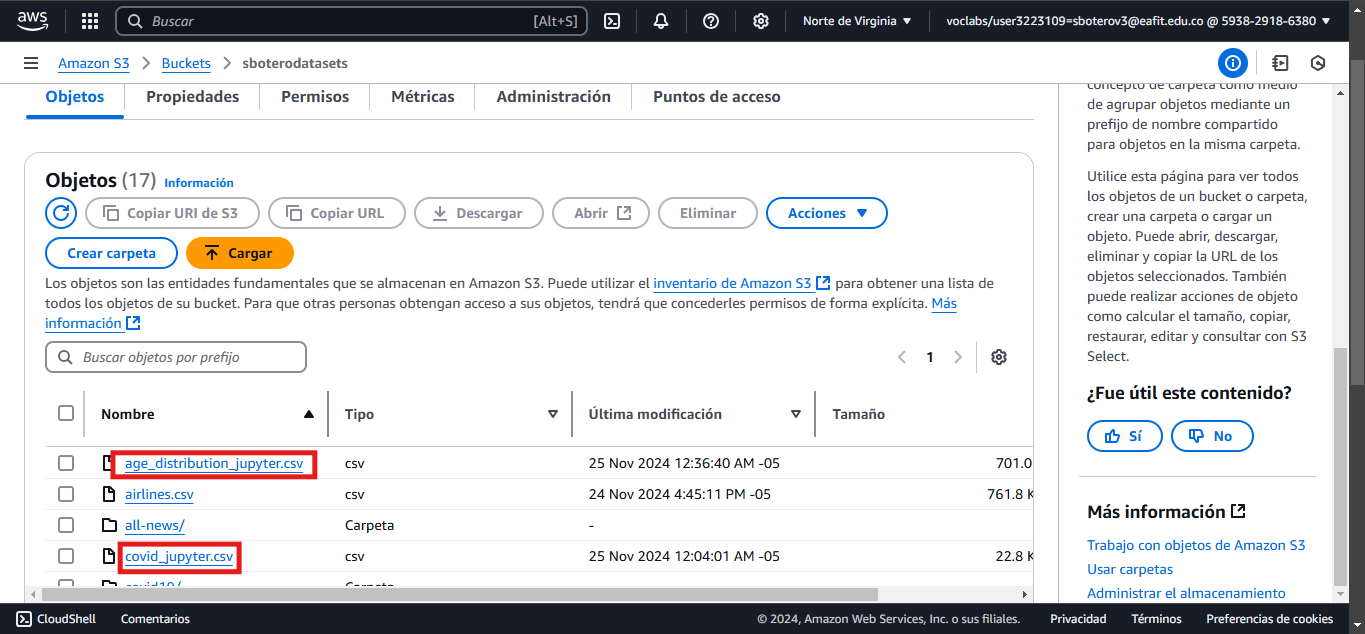 aws
Buscar [Alt+S]
Norte de Virginia
voclabs/user3223109=sboterov3@eafit.edu.co @ 5938-2918-6380
Amazon S3 > Buckets > sboterodatasets
Objetos Propiedades Permisos Métricas Administración Puntos de acceso
Objetos (17) Información
Copiar URI de S3 Copiar URL Descargar Abrir Eliminar Acciones
Crear carpeta Cargar
Los objetos son las entidades fundamentales que se almacenan en Amazon S3. Puede utilizar el inventario de Amazon S3 para obtener una lista de
todos los objetos de su bucket. Para que otras personas obtengan acceso a sus objetos, tendrá que concederles permisos de forma explícita. Más
información
Buscar objetos por prefijo
1
Nombre Tipo Última modificación Tamaño
age_distribution_jupyter.csv csv 25 Nov 2024 12:36:40 AM -05 701.0
airlines.csv csv 24 Nov 2024 4:45:11 PM -05 761.8 K
all-news/ Carpeta -
covid_jupyter.csv csv 25 Nov 2024 12:04:01 AM -05 22.8 K
covid19/ Carpeta
concepto de carpeta como medio
de agrupar objetos mediante un
prefijo de nombre compartido
para objetos en la misma carpeta.
Utilice esta página para ver todos
los objetos de un bucket o carpeta,
crear una carpeta o cargar un
objeto. Puede abrir, descargar,
eliminar y copiar la URL de los
objetos seleccionados. También
puede realizar acciones de objeto
como calcular el tamaño, copiar,
restaurar, editar y consultar con S3
Select.
¿Fue útil este contenido?
Sí No
Más información
Trabajo con objetos de Amazon S3
Usar carpetas
Administrar el almacenamiento
CloudShell Comentarios © 2024, Amazon Web Services, Inc. o sus filiales. Privacidad Términos Preferencias de cookies